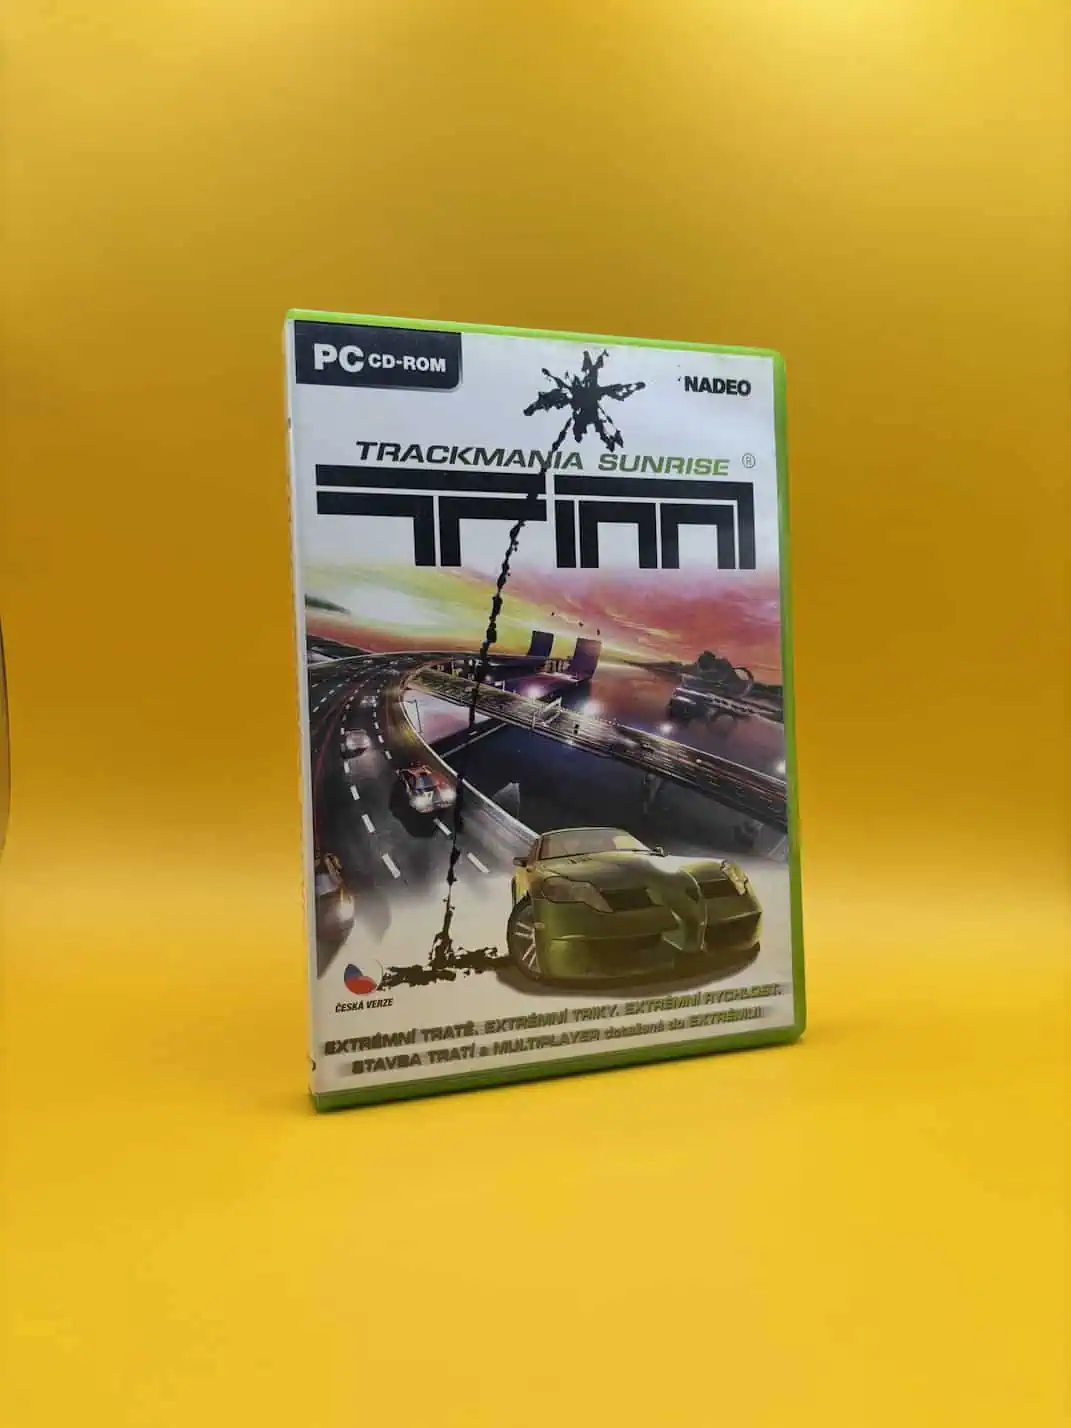 PC CD-ROM
NADEO
TRACKMANIA SUNRISE ®
TM
ČESKÁ VERZE
EXTRÉMNÍ TRATĚ. EXTRÉMNÍ TRIKY. EXTRÉMNÍ RYCHLOST.
STAVBA TRATÍ a MULTIPLAYER dotažené do EXTRÉMU!